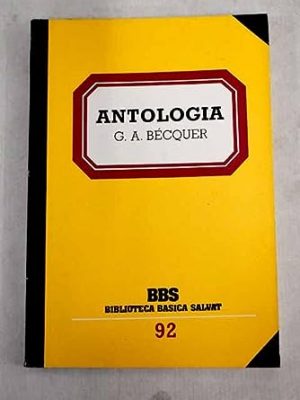 ANTOLOGIA
G. A. BÉCQUER
BBS
BIBLIOTECA BASICA SALVAT
92